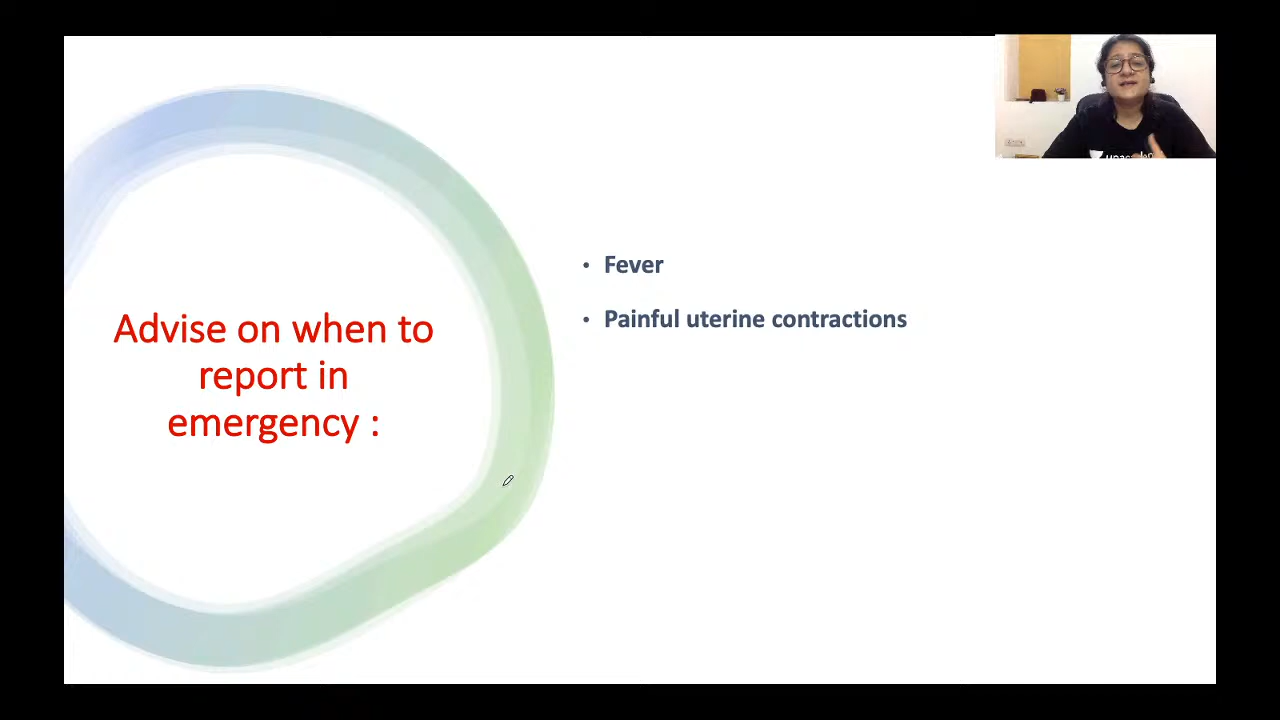 Advise on when to
report in
emergency :
• Fever
• Painful uterine contractions